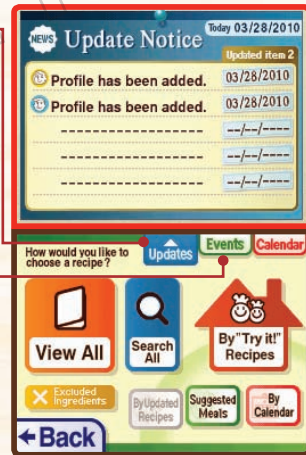 NEWS Update Notice Today 03/28/2010
Updated item 2
Profile has been added. 03/28/2010
Profile has been added. 03/28/2010
------------------ --/--/----
------------------ --/--/----
------------------ --/--/----
How would you like to choose a recipe?
Updates Events Calendar
View All
Search All
By"Try it!" Recipes
Excluded Ingredients
ByUpdated Recipes
Suggested Meals
By Calendar
Back